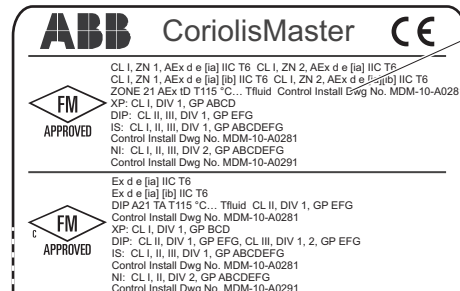 ABB CoriolisMaster CE
CL I, ZN 1, AEx d e [ia] IIC T6 CL I, ZN 2, AEx d e [ia] IIC T6
CL I, ZN 1, AEx d e [ia] [ib] IIC T6 CL I, ZN 2, AEx d e [ia][ib] IIC T6
ZONE 21 AEx tD T115 °C... Tfluid Control Install Dwg No. MDM-10-A028
XP: CL I, DIV 1, GP ABCD
DIP: CL II, III, DIV 1, GP EFG
IS: CL I, II, III, DIV 1, GP ABCDEFG
Control Install Dwg No. MDM-10-A0281
NI: CL I, II, III, DIV 2, GP ABCDEFG
Control Install Dwg No. MDM-10-A0291
FM
APPROVED
Ex d e [ia] IIC T6
Ex d e [ia] [ib] IIC T6
DIP A21 TA T115 °C... Tfluid CL II, DIV 1, GP EFG
Control Install Dwg No. MDM-10-A0281
XP: CL I, DIV 1, GP BCD
DIP: CL II, DIV 1, GP EFG, CL III, DIV 1, 2, GP EFG
IS: CL I, II, III, DIV 1, GP ABCDEFG
Control Install Dwg No. MDM-10-A0281
NI: CL I, II, DIV 2, GP ABCDEFG
Control Install Dwg No. MDM-10-A0291
FM
c
APPROVED